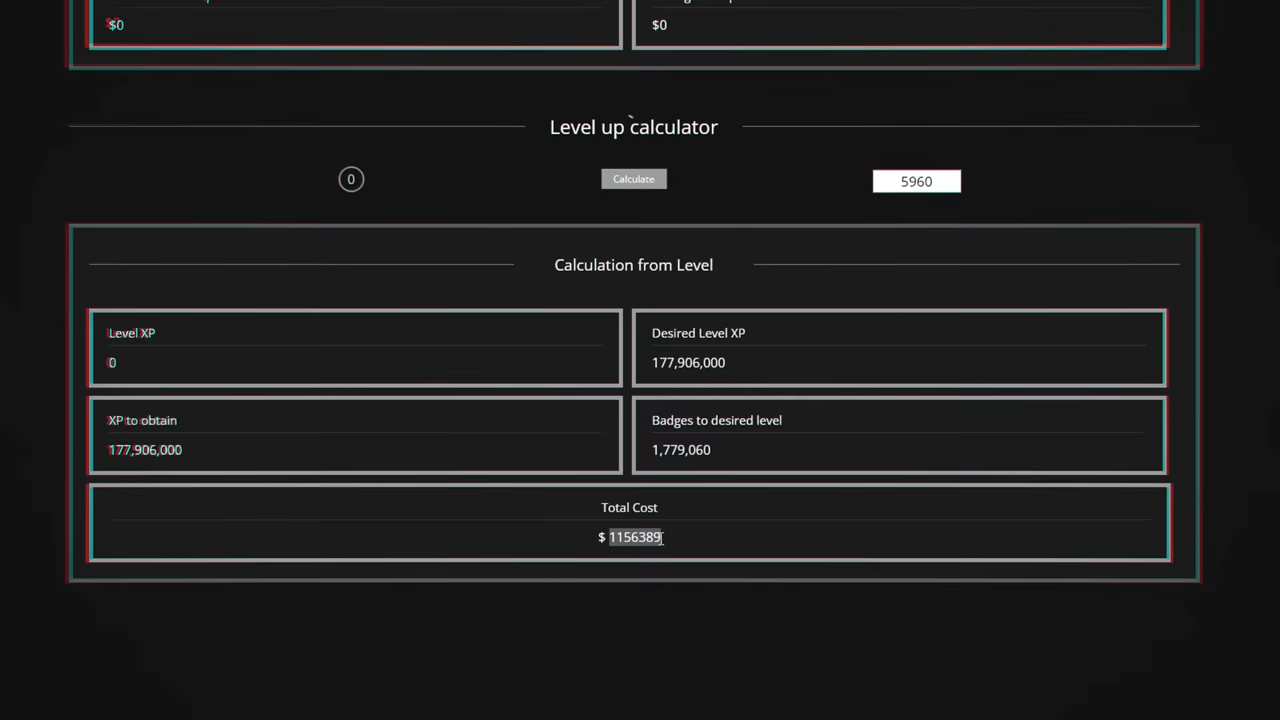 $0
$0
Level up calculator
0
Calculate
5960
Calculation from Level
Level XP
0
Desired Level XP
177,906,000
XP to obtain
177,906,000
Badges to desired level
1,779,060
Total Cost
$ 1156389